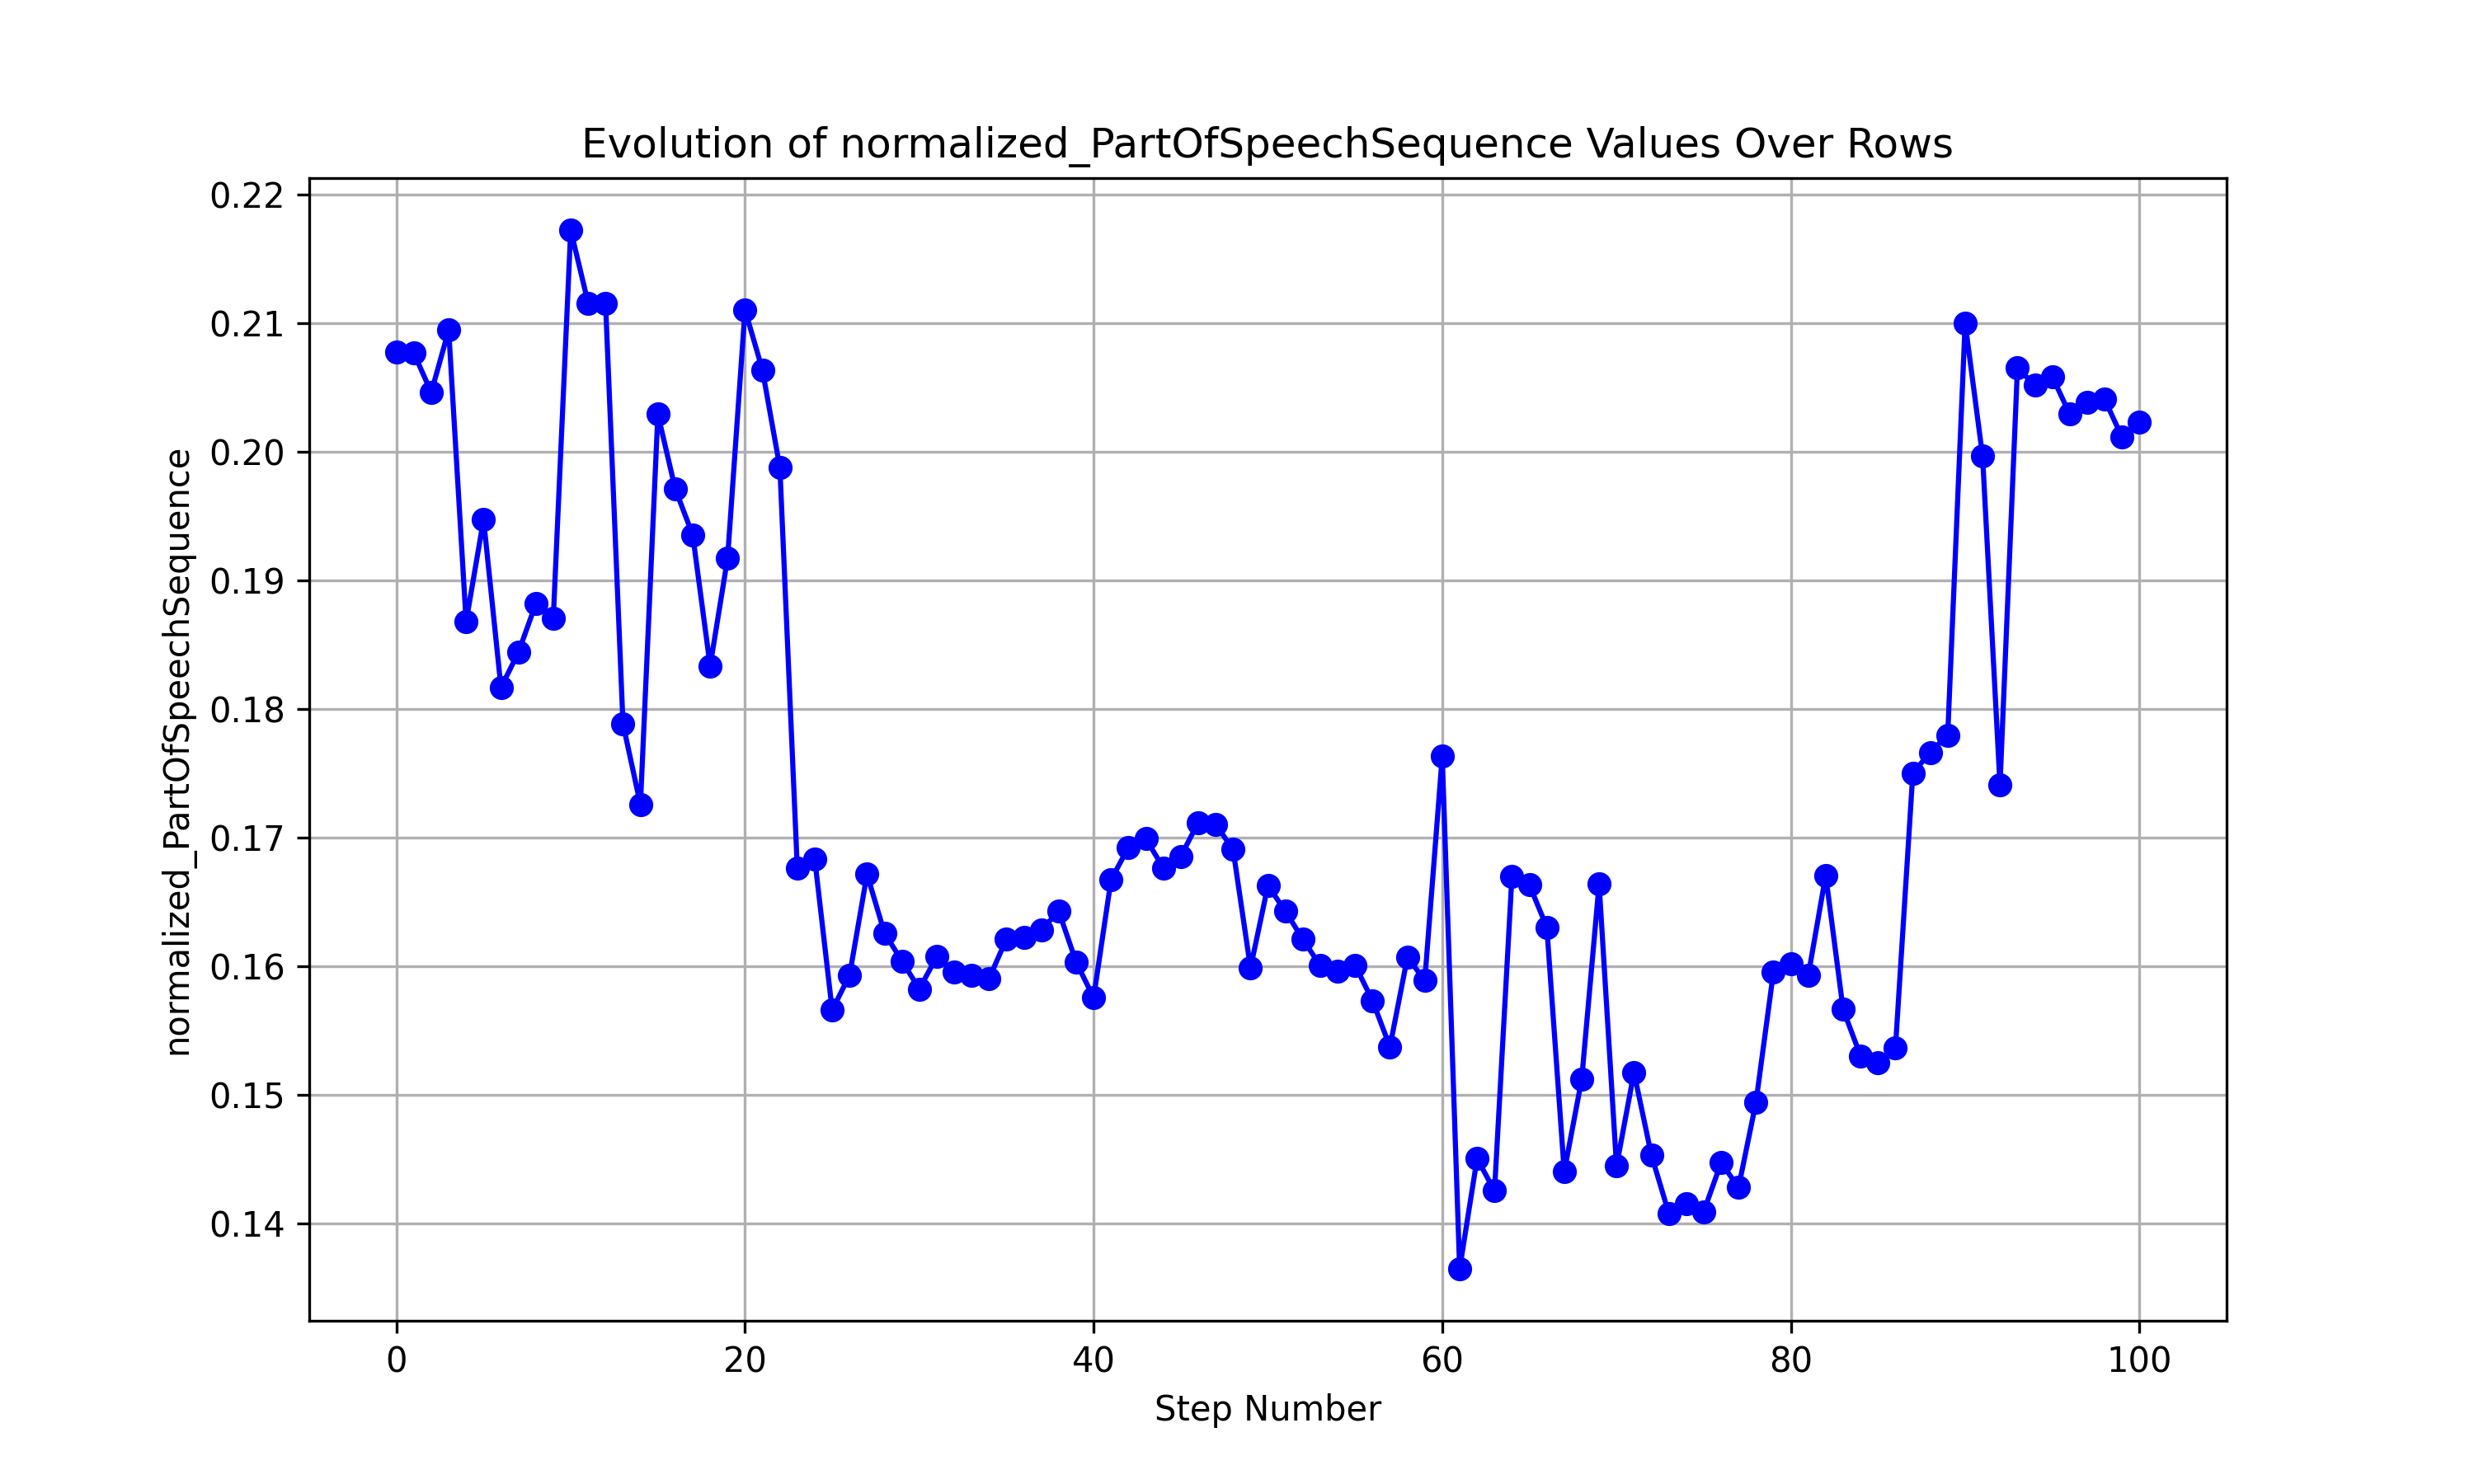 Evolution of normalized_PartOfSpeechSequence Values Over Rows
normalized_PartOfSpeechSequence
0.22
0.21
0.20
0.19
0.18
0.17
0.16
0.15
0.14
0 20 40 60 80 100
Step Number